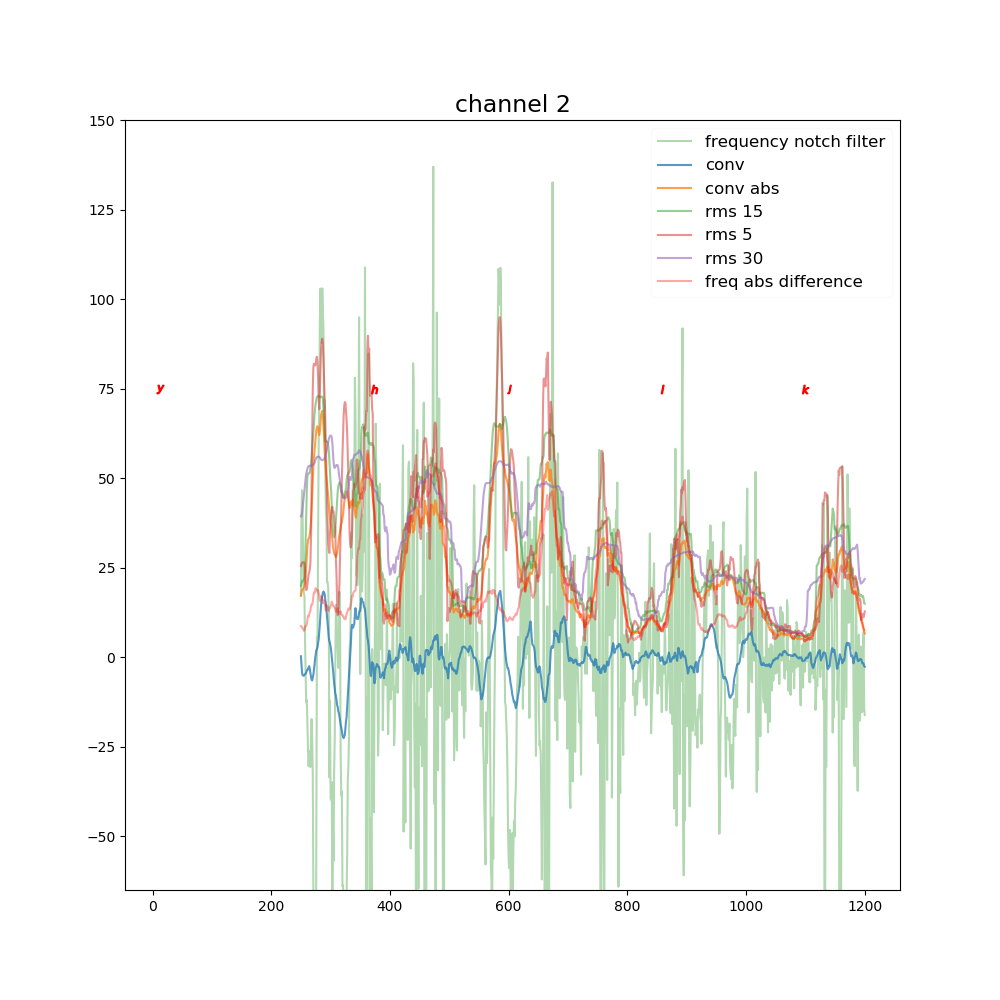 channel 2
150
125
100
75
50
25
0
−25
−50
frequency notch filter
conv
conv abs
rms 15
rms 5
rms 30
freq abs difference
y h j l k
0 200 400 600 800 1000 1200